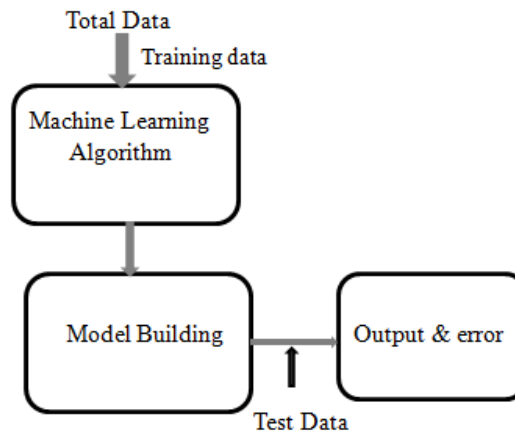 Total Data
Training data
Machine Learning
Algorithm
Model Building
Output & error
Test Data